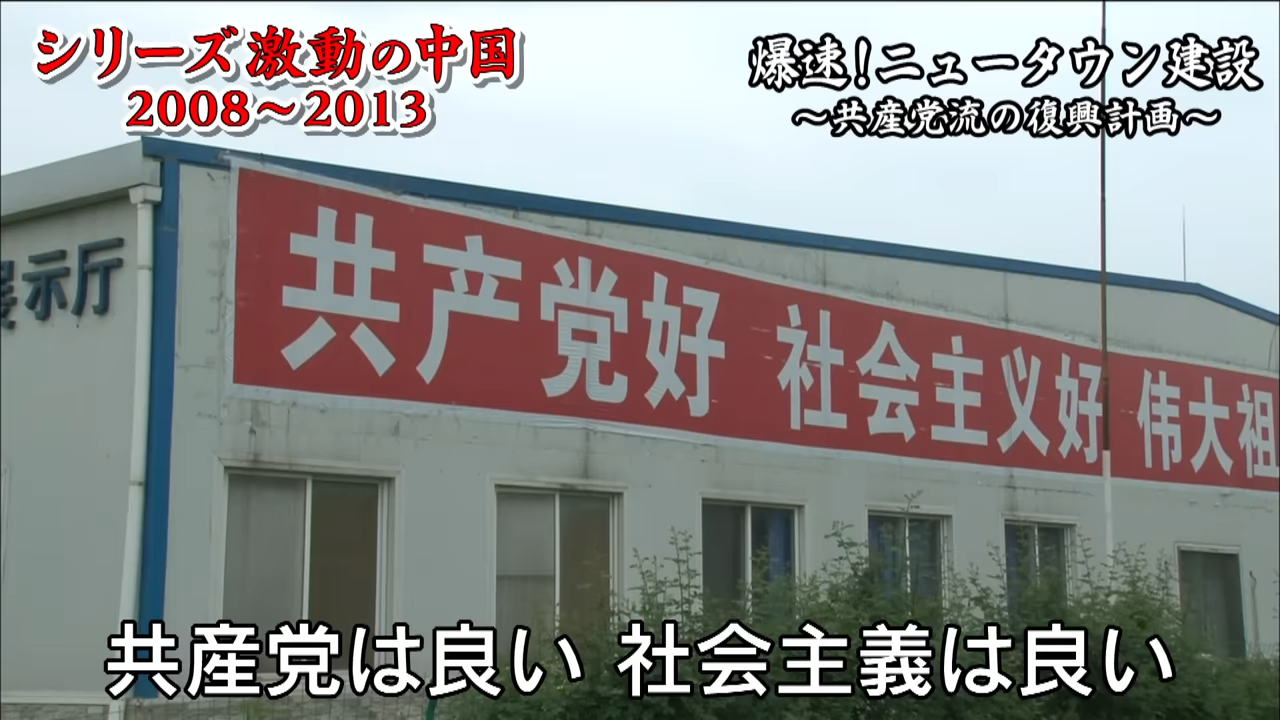 シリーズ激動の中国
2008～2013
爆速!ニュータウン建設
～共産党流の復興計画～
展示厅
共产党好 社会主义好 伟大祖
共産党は良い 社会主義は良い